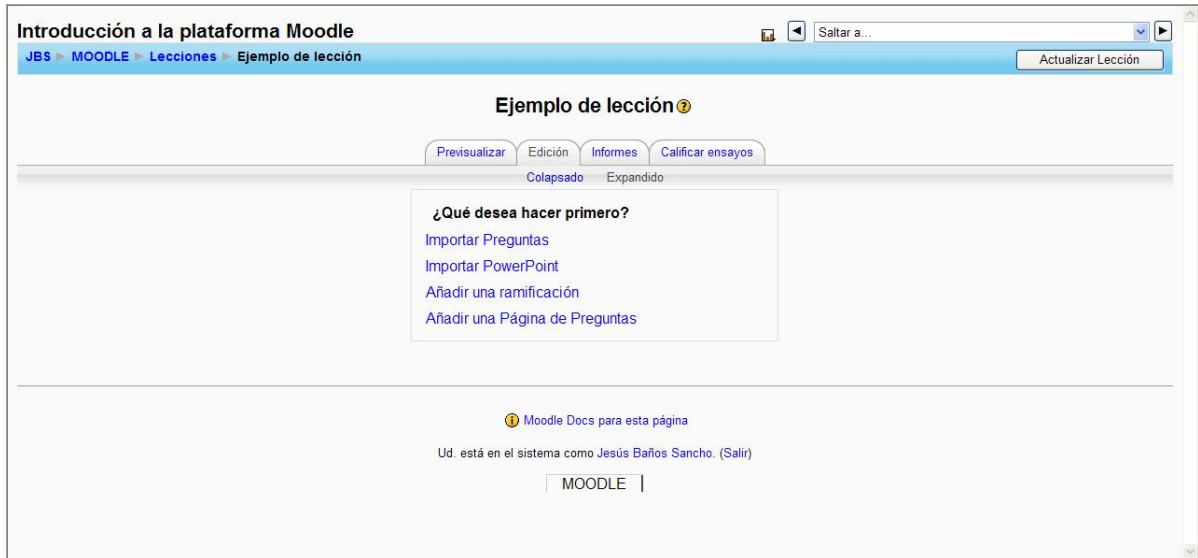 Introducción a la plataforma Moodle
Saltar a...
JBS MOODLE Lecciones Ejemplo de lección
Actualizar Lección
Ejemplo de lección
Previsualizar Edición Informes Calificar ensayos
Colapsado Expandido
¿Qué desea hacer primero?
Importar Preguntas
Importar PowerPoint
Añadir una ramificación
Añadir una Página de Preguntas
Moodle Docs para esta página
Ud. está en el sistema como Jesús Baños Sancho. (Salir)
MOODLE